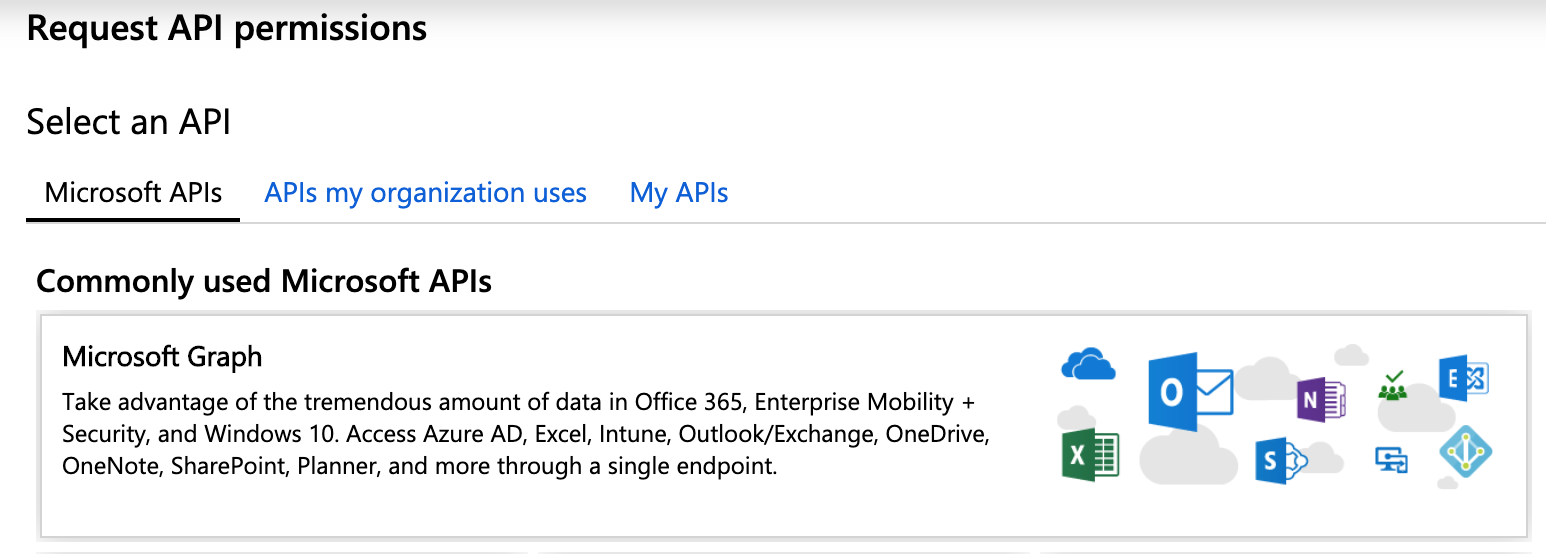 Request API permissions
Select an API
Microsoft APIs APIs my organization uses My APIs
Commonly used Microsoft APIs
Microsoft Graph
Take advantage of the tremendous amount of data in Office 365, Enterprise Mobility +
Security, and Windows 10. Access Azure AD, Excel, Intune, Outlook/Exchange, OneDrive,
OneNote, SharePoint, Planner, and more through a single endpoint.
O
N
E
X
S